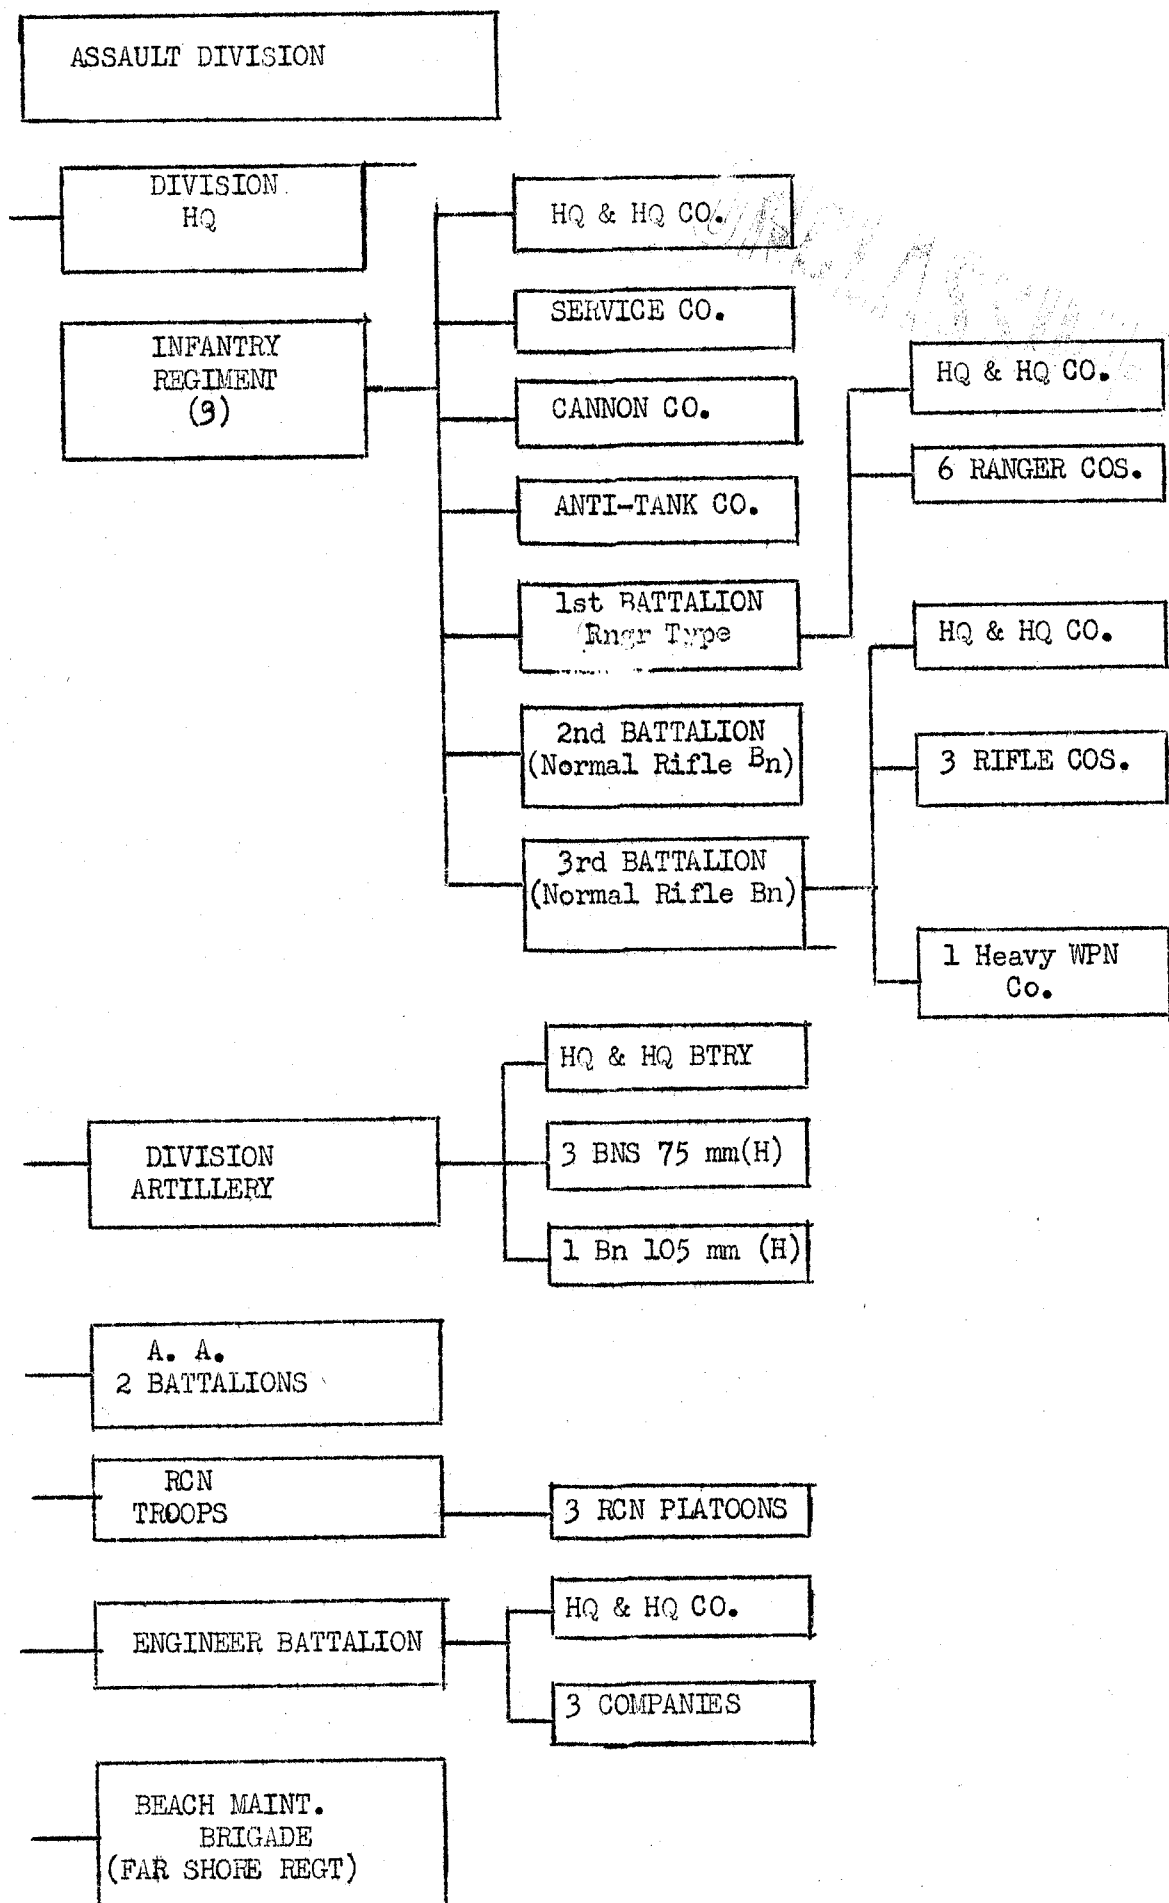 ASSAULT DIVISION
DIVISION
HQ
INFANTRY
REGIMENT
(3)
HQ & HQ CO.
SERVICE CO.
CANNON CO.
ANTI-TANK CO.
1st BATTALION
Rngr Type
2nd BATTALION
(Normal Rifle Bn)
3rd BATTALION
(Normal Rifle Bn)
HQ & HQ CO.
6 RANGER COS.
HQ & HQ CO.
3 RIFLE COS.
1 Heavy WPN
Co.
DIVISION
ARTILLERY
HQ & HQ BTRY
3 BNS 75 mm(H)
1 Bn 105 mm (H)
A. A.
2 BATTALIONS
RCN
TROOPS
3 RCN PLATOONS
ENGINEER BATTALION
HQ & HQ CO.
3 COMPANIES
BEACH MAINT.
BRIGADE
(FAR SHORE REGT)